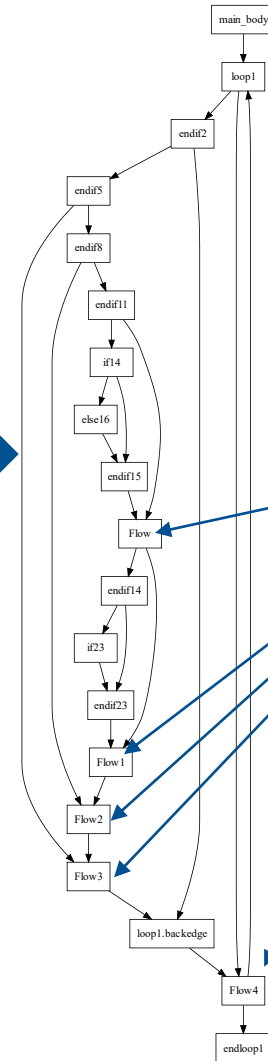 main_body
loop1
endif2
endif5
endif8
endif11
if14
else16
endif15
Flow
endif14
if23
endif23
Flow1
Flow2
Flow3
loop1.backedge
Flow4
endloop1